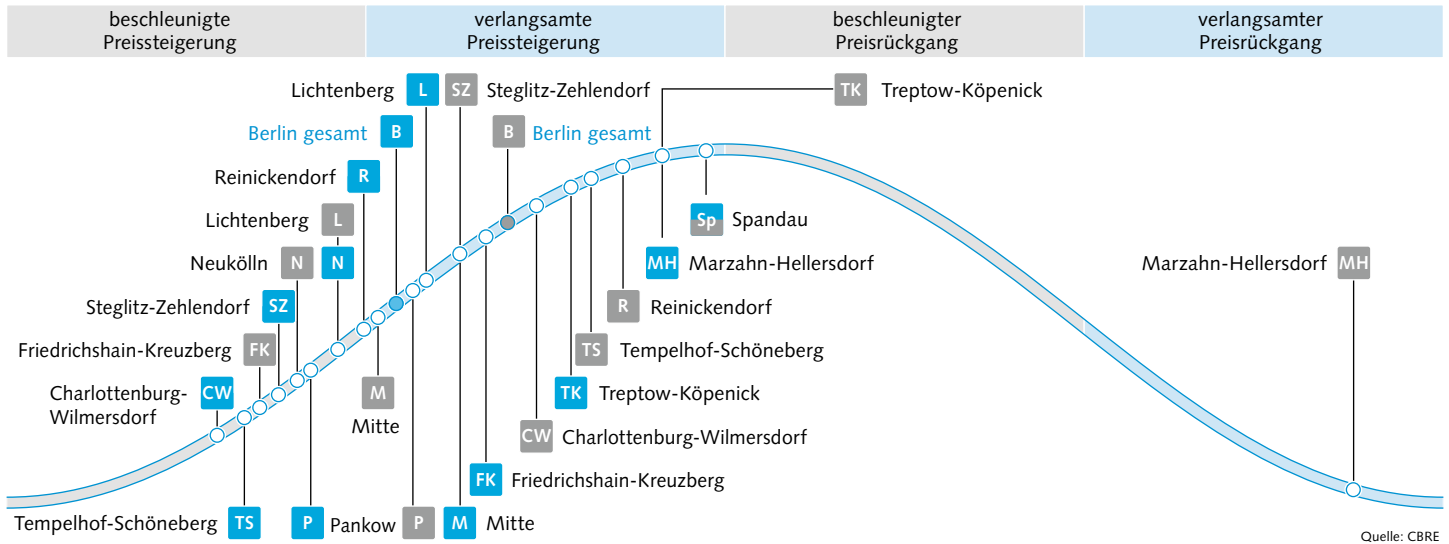 beschleunigte
Preissteigerung
verlangsamte
Preissteigerung
beschleunigter
Preisrückgang
verlangsamter
Preisrückgang
Lichtenberg L SZ Steglitz-Zehlendorf
TK Treptow-Köpenick
Berlin gesamt B B Berlin gesamt
Reinickendorf R
Lichtenberg L
Sp Spandau
Neukölln N N
MH Marzahn-Hellersdorf
Marzahn-Hellersdorf MH
Steglitz-Zehlendorf SZ
R Reinickendorf
Friedrichshain-Kreuzberg FK
TS Tempelhof-Schöneberg
Charlottenburg-
Wilmersdorf
CW
M
Mitte
TK Treptow-Köpenick
CW Charlottenburg-Wilmersdorf
FK Friedrichshain-Kreuzberg
Tempelhof-Schöneberg TS P Pankow P M Mitte
Quelle: CBRE